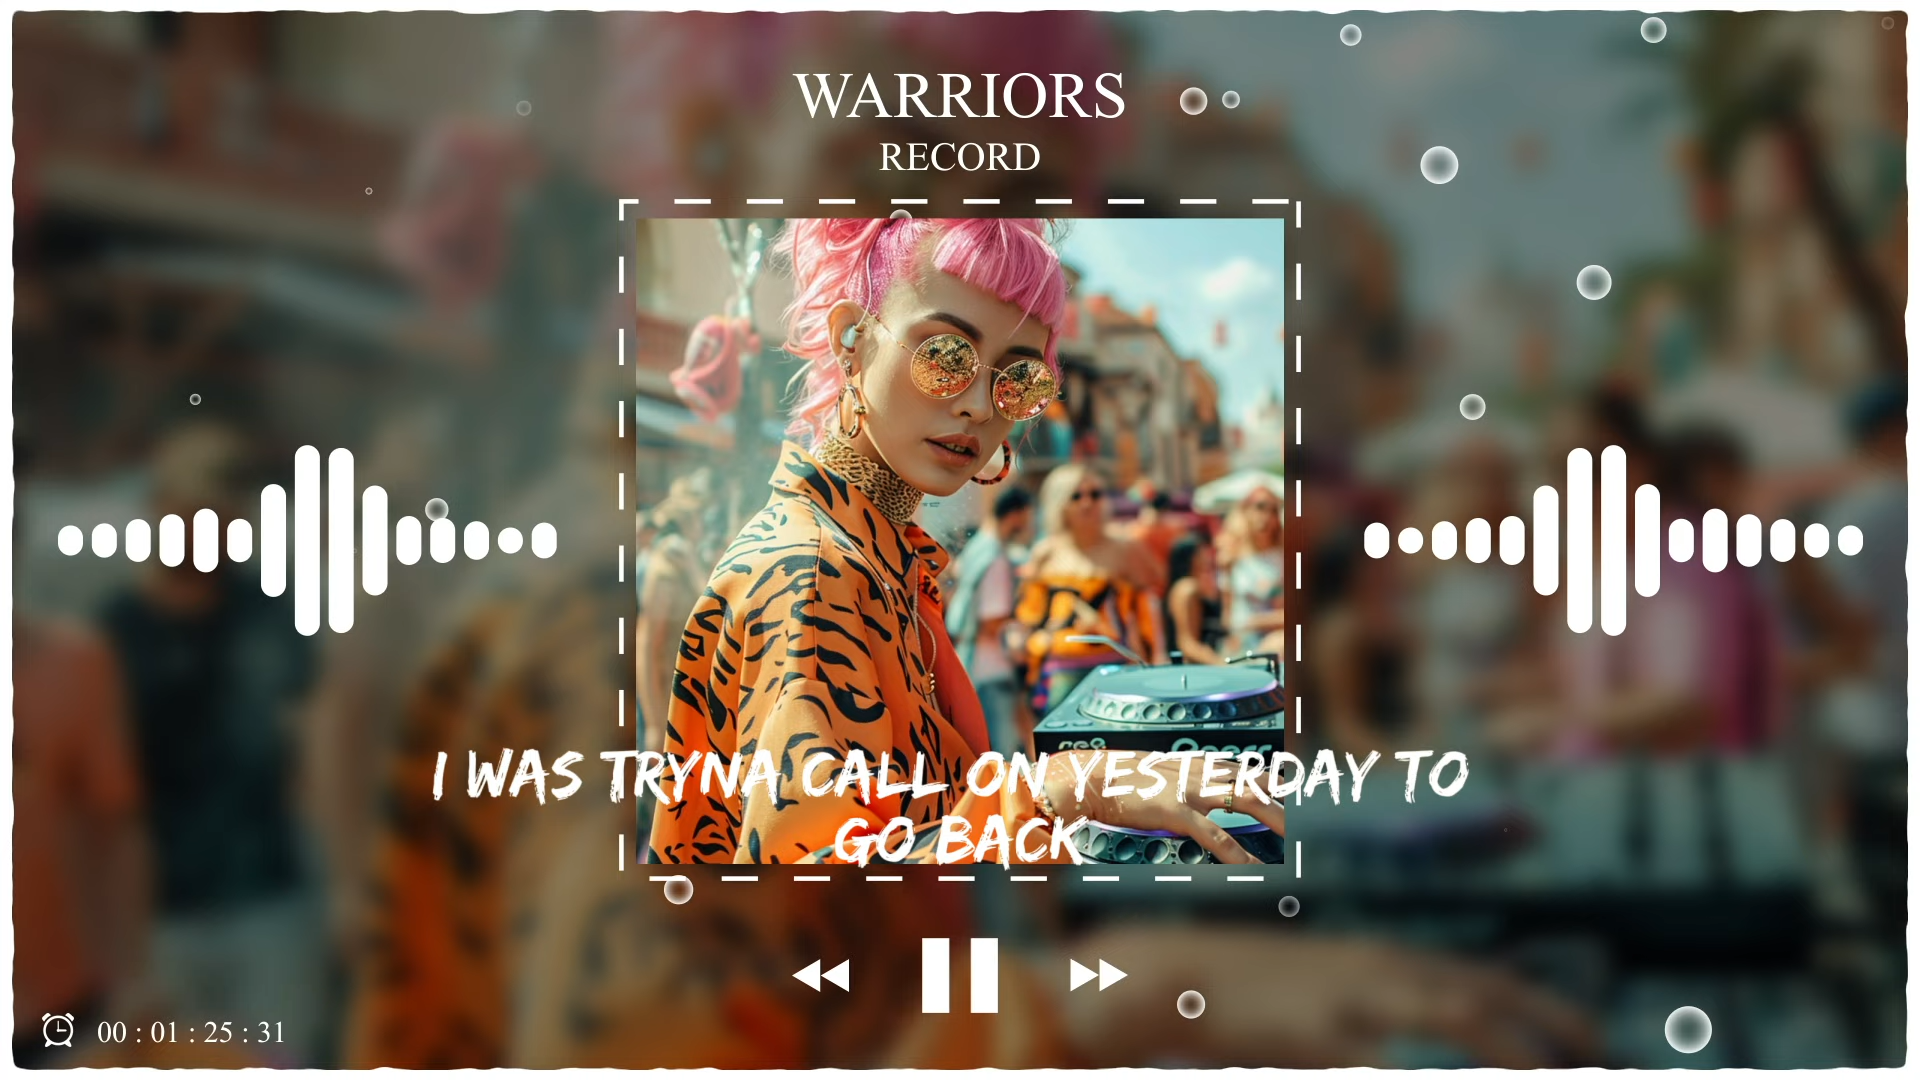 WARRIORS
RECORD
I WAS TRYNA CALL ON YESTERDAY TO
GO BACK
00 : 01 : 25 : 31